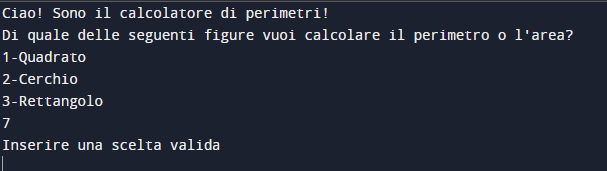 Ciao! Sono il calcolatore di perimetri!
Di quale delle seguenti figure vuoi calcolare il perimetro o l'area?
1-Quadrato
2-Cerchio
3-Rettangolo
7
Inserire una scelta valida